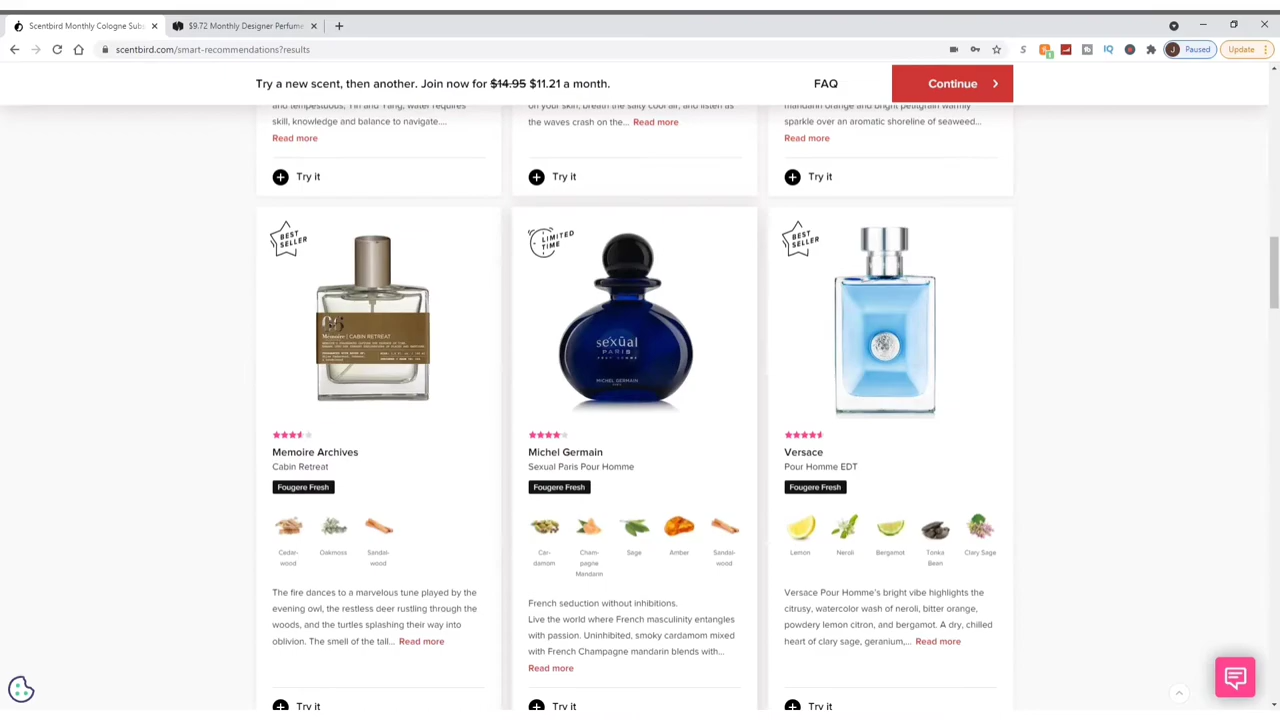 Scentbird Monthly Cologne Sub
$9.72 Monthly Designer Perfume
scentbird.com/smart-recommendations?results
Paused
Update
Try a new scent, then another. Join now for $14.95 $11.21 a month.
FAQ
Continue
and tempestuous, Yin and Yang, water requires
skill, knowledge and balance to navigate....
Read more
on your skin, breath the salty cool air, and listen as
the waves crash on the... Read more
mandarin orange and bright petitgrain warmly
sparkle over an aromatic shoreline of seaweed...
Read more
Try it
Try it
Try it
BEST
SELLER
MEMOIRE | CABIN RETREAT
Memoire Archives
Cabin Retreat
Fougere Fresh
Cedar-
wood
Oakmoss
Sandal-
wood
The fire dances to a marvelous tune played by the
evening owl, the restless deer rustling through the
woods, and the turtles splashing their way into
oblivion. The smell of the tall... Read more
Try it
LIMITED
TIME
sexüal
PARIS
MICHEL GERMAIN
Michel Germain
Sexual Paris Pour Homme
Fougere Fresh
Car-
damom
Cham-
pagne
Mandarin
Sage
Amber
Sandal-
wood
French seduction without inhibitions.
Live the world where French masculinity entangles
with passion. Uninhibited, smoky cardamom mixed
with French Champagne mandarin blends with...
Read more
Try it
BEST
SELLER
Versace
Pour Homme EDT
Fougere Fresh
Lemon
Neroli
Bergamot
Tonka
Bean
Clary Sage
Versace Pour Homme's bright vibe highlights the
citrusy, watercolor wash of neroli, bitter orange,
powdery lemon citron, and bergamot. A dry, chilled
heart of clary sage, geranium,... Read more
Try it